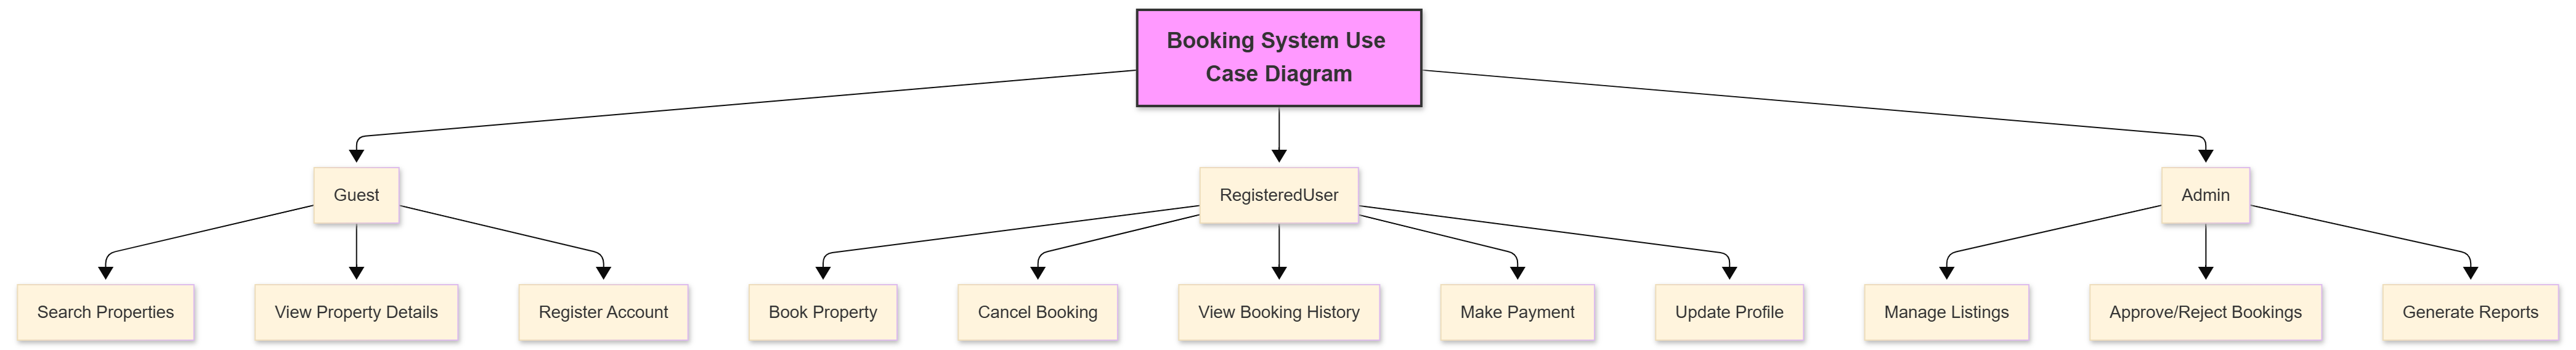 Booking System Use
Case Diagram
Guest
RegisteredUser
Admin
Search Properties
View Property Details
Register Account
Book Property
Cancel Booking
View Booking History
Make Payment
Update Profile
Manage Listings
Approve/Reject Bookings
Generate Reports